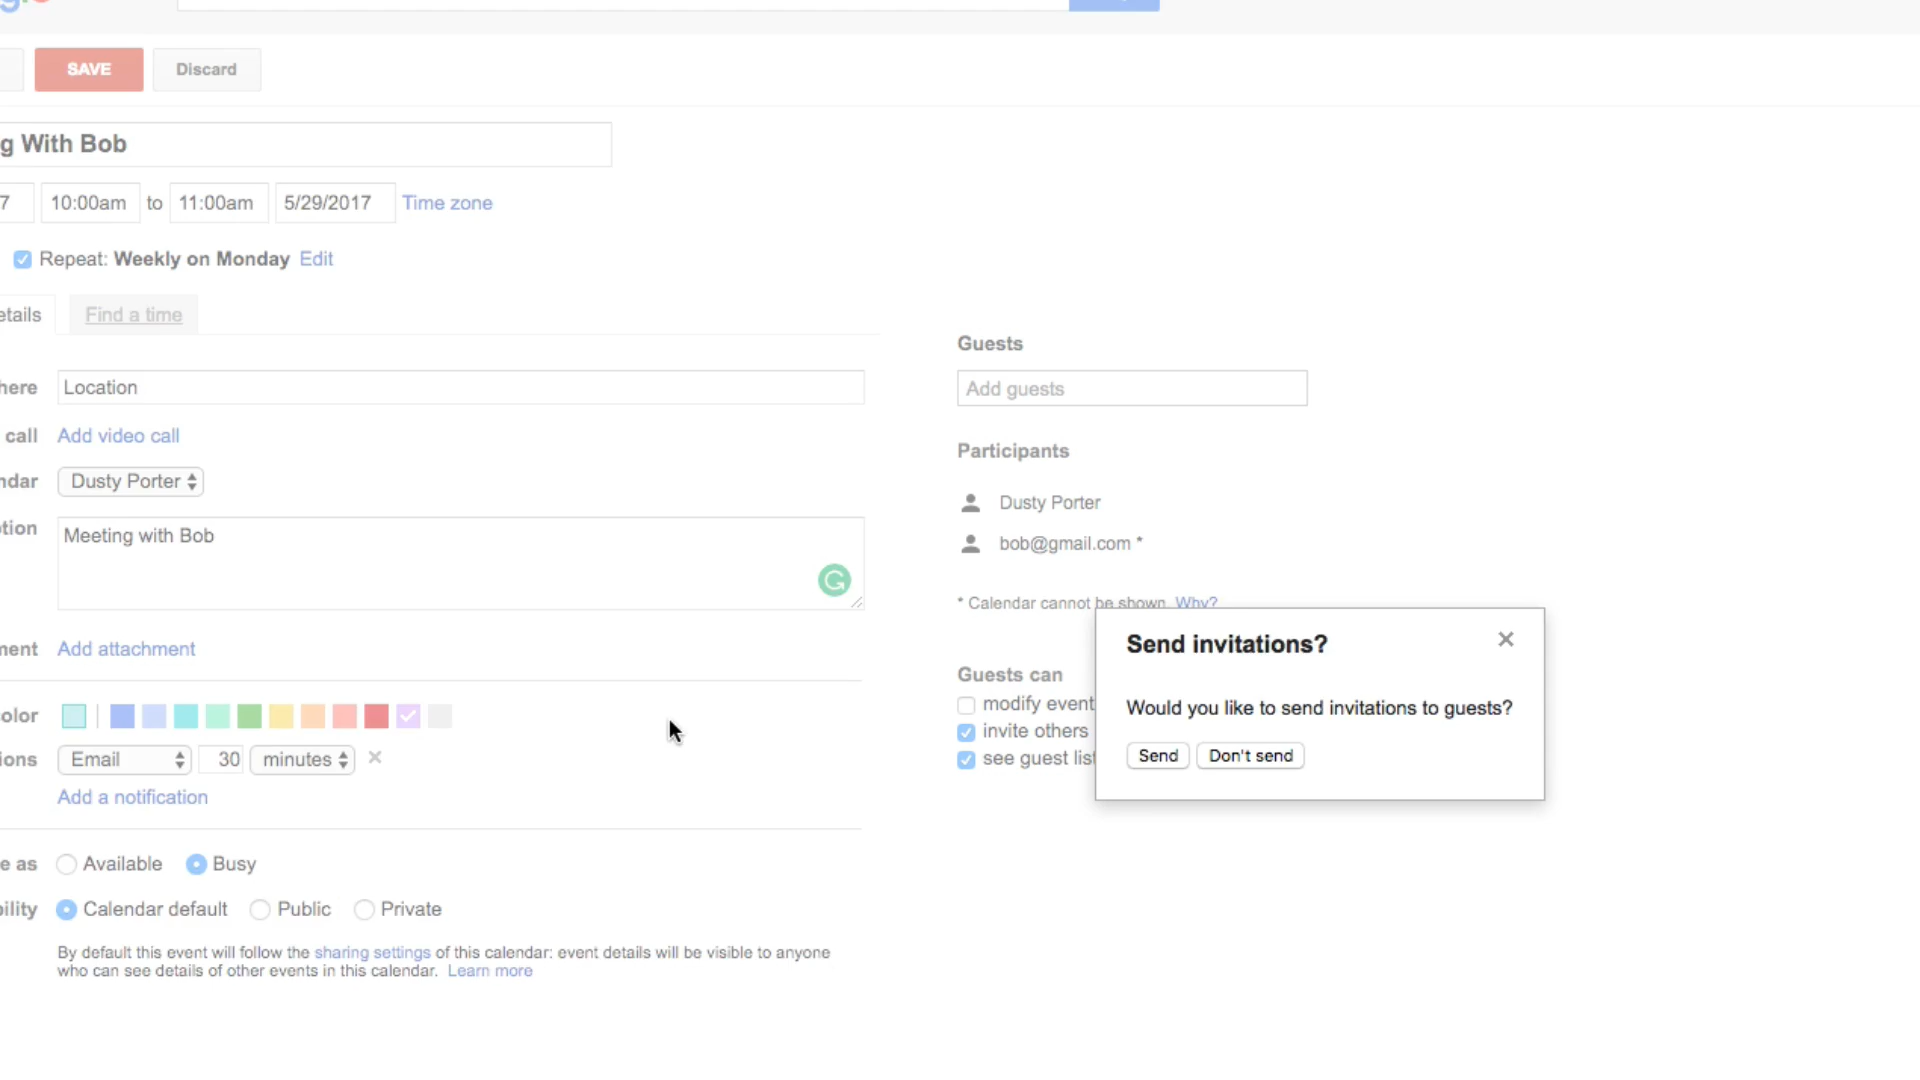 SAVE Discard
g With Bob
7 10:00am to 11:00am 5/29/2017 Time zone
Repeat: Weekly on Monday Edit
etails Find a time
here Location
call Add video call
ndar Dusty Porter
ption Meeting with Bob
ment Add attachment
olor
ions Email 30 minutes
Add a notification
e as Available Busy
bility Calendar default Public Private
By default this event will follow the sharing settings of this calendar: event details will be visible to anyone
who can see details of other events in this calendar. Learn more
Guests
Add guests
Participants
Dusty Porter
bob@gmail.com *
* Calendar cannot be shown. Why?
Guests can
modify event
invite others
see guest list
Send invitations?
Would you like to send invitations to guests?
Send Don't send